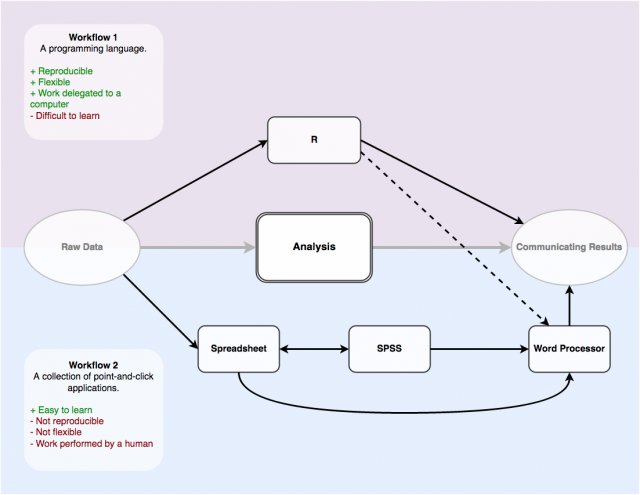 Workflow 1
A programming language.
+ Reproducible
+ Flexible
+ Work delegated to a
computer
- Difficult to learn
R
Raw Data
Analysis
Communicating Results
Spreadsheet
SPSS
Word Processor
Workflow 2
A collection of point-and-click
applications.
+ Easy to learn
- Not reproducible
- Not flexible
- Work performed by a human